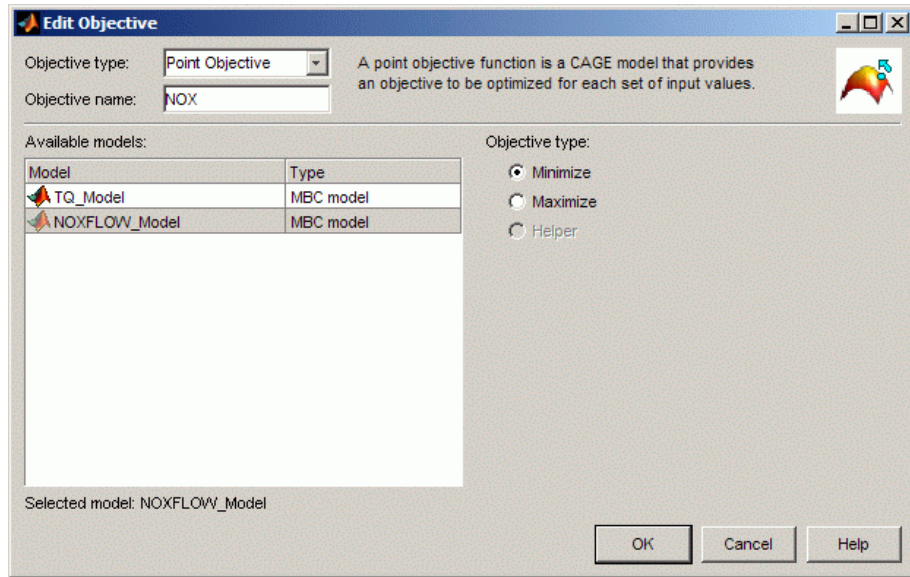 Edit Objective
Objective type: Point Objective
Objective name: NOX
A point objective function is a CAGE model that provides
an objective to be optimized for each set of input values.
Available models:
Model Type
TQ_Model MBC model
NOXFLOW_Model MBC model
Selected model: NOXFLOW_Model
Objective type:
Minimize
Maximize
Helper
OK Cancel Help